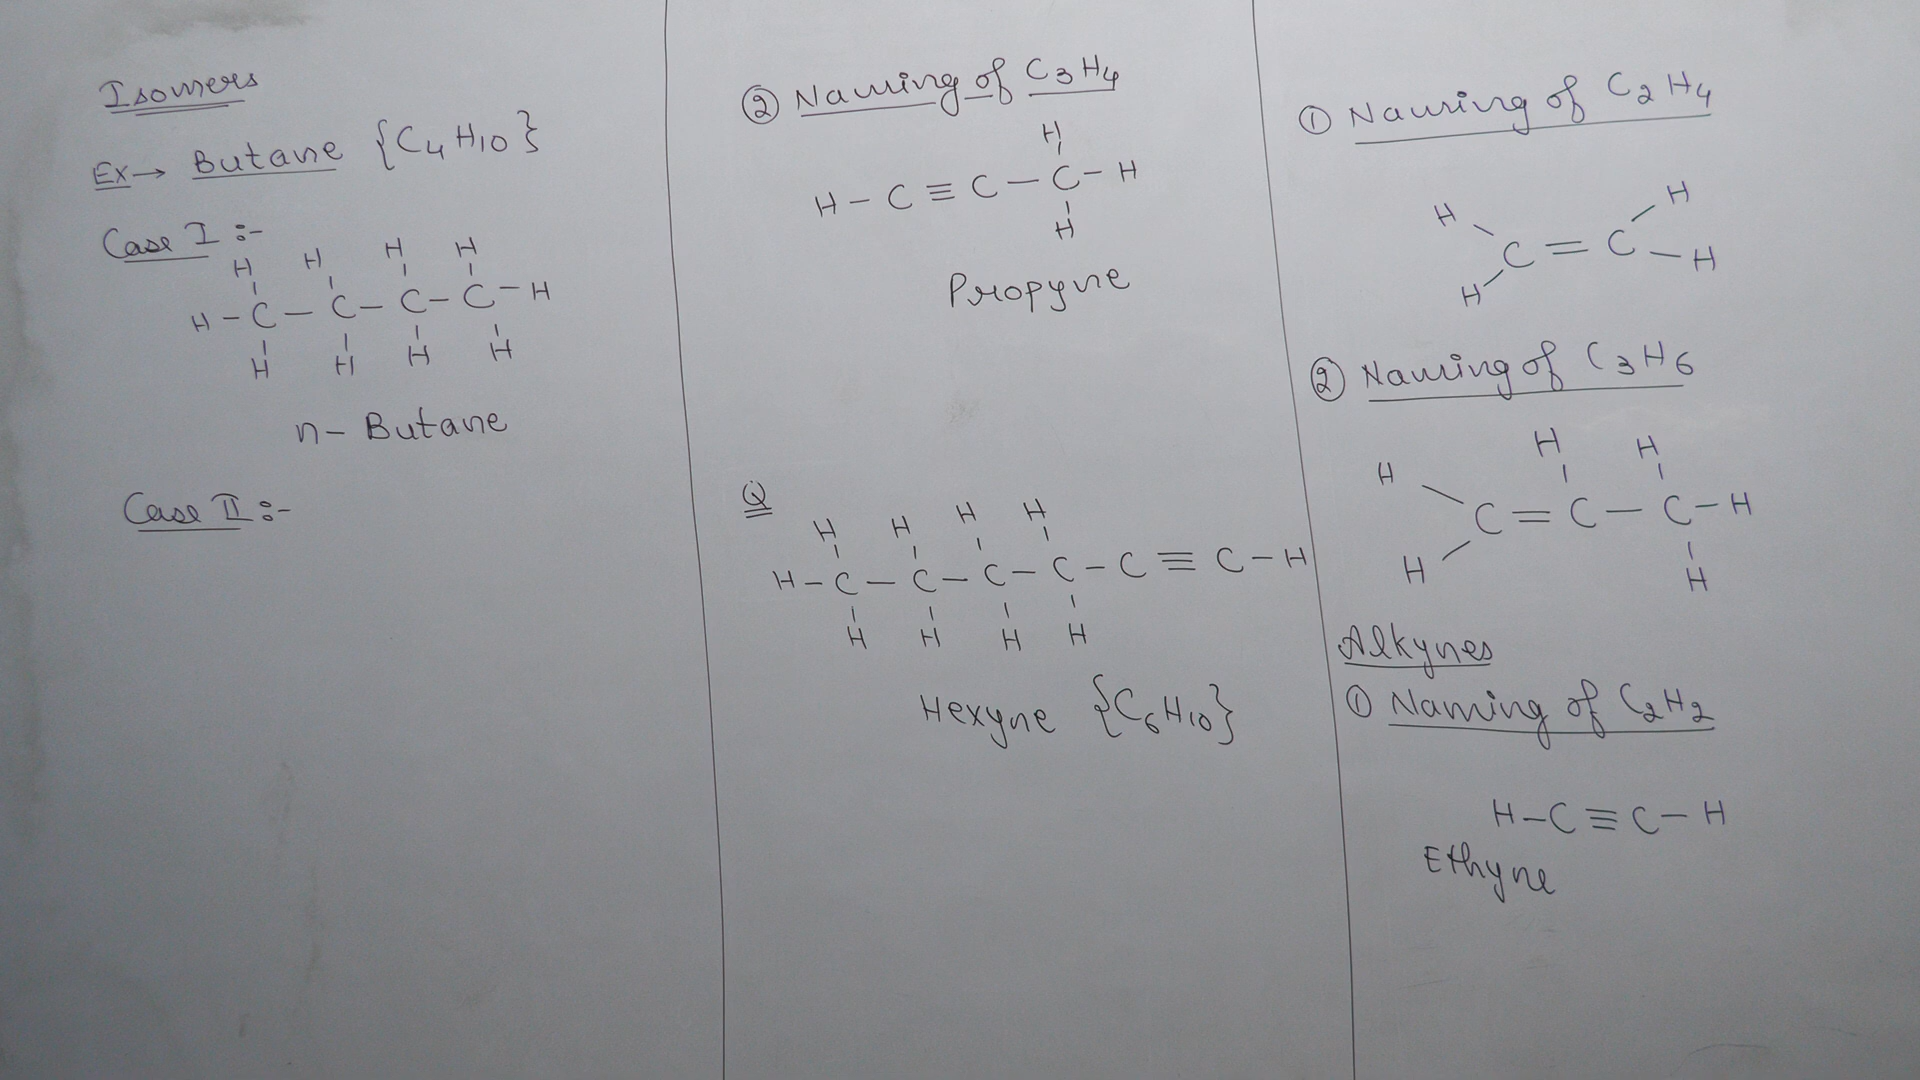 Isomers
Ex→ Butane {C4H10}
Case I :-
H H H H
H-C-C-C-C-H
H H H H
n-Butane
Case II :-
② Naming of C3H4
H
H-C≡C-C-H
H
Propyne
Q
H H H H
H-C-C-C-C-C≡C-H
H H H H
Hexyne {C6H10}
① Naming of C2H4
H H
C=C-H
H
② Naming of C3H6
H H H
C=C-C-H
H H
Alkynes
① Naming of C2H2
H-C≡C-H
Ethyne